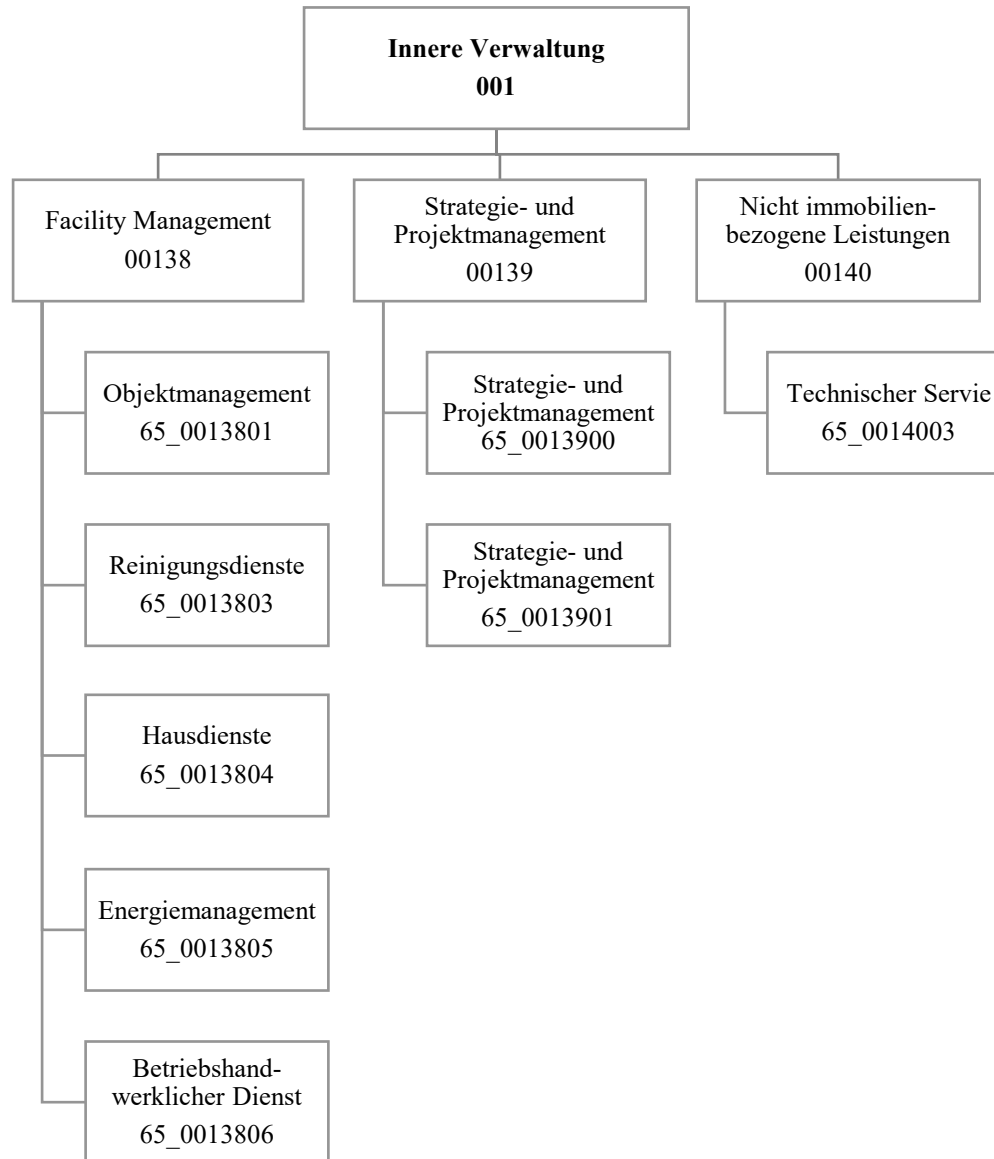 Innere Verwaltung
001
Facility Management
00138
Strategie- und
Projektmanagement
00139
Nicht immobilien-
bezogene Leistungen
00140
Objektmanagement
65_0013801
Reinigungsdienste
65_0013803
Hausdienste
65_0013804
Energiemanagement
65_0013805
Betriebshand-
werklicher Dienst
65_0013806
Strategie- und
Projektmanagement
65_0013900
Strategie- und
Projektmanagement
65_0013901
Technischer Servie
65_0014003